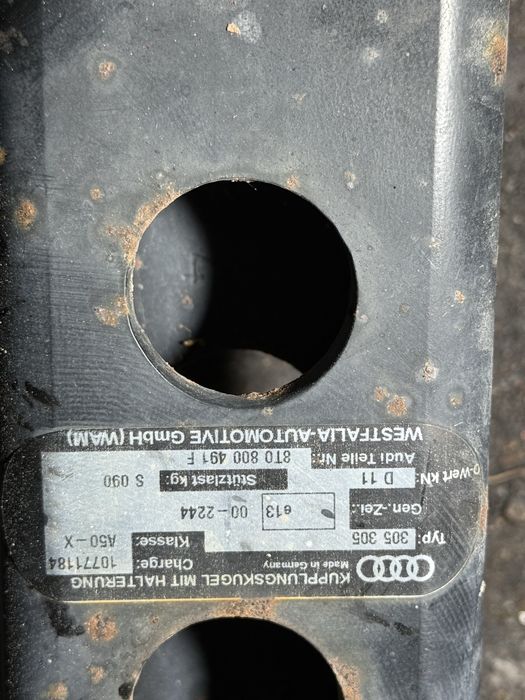 KUPPLUNGSKUGEL MIT HALTERUNG
Made in Germany
Charge: 10771184
Typ: 305 305 Klasse: A50-X
Gen.-Zei.: e13 00-2244
D-Wert KN: D 11 Stützlast kg: S 090
Audi Teile Nr.: 8T0 800 491 F
WESTFALIA-AUTOMOTIVE GmbH (WAM)